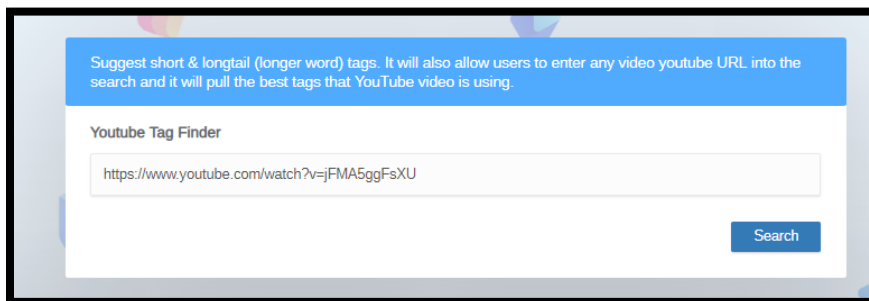 Suggest short & longtail (longer word) tags. It will also allow users to enter any video youtube URL into the
search and it will pull the best tags that YouTube video is using.
Youtube Tag Finder
https://www.youtube.com/watch?v=jFMA5ggFsXU
Search